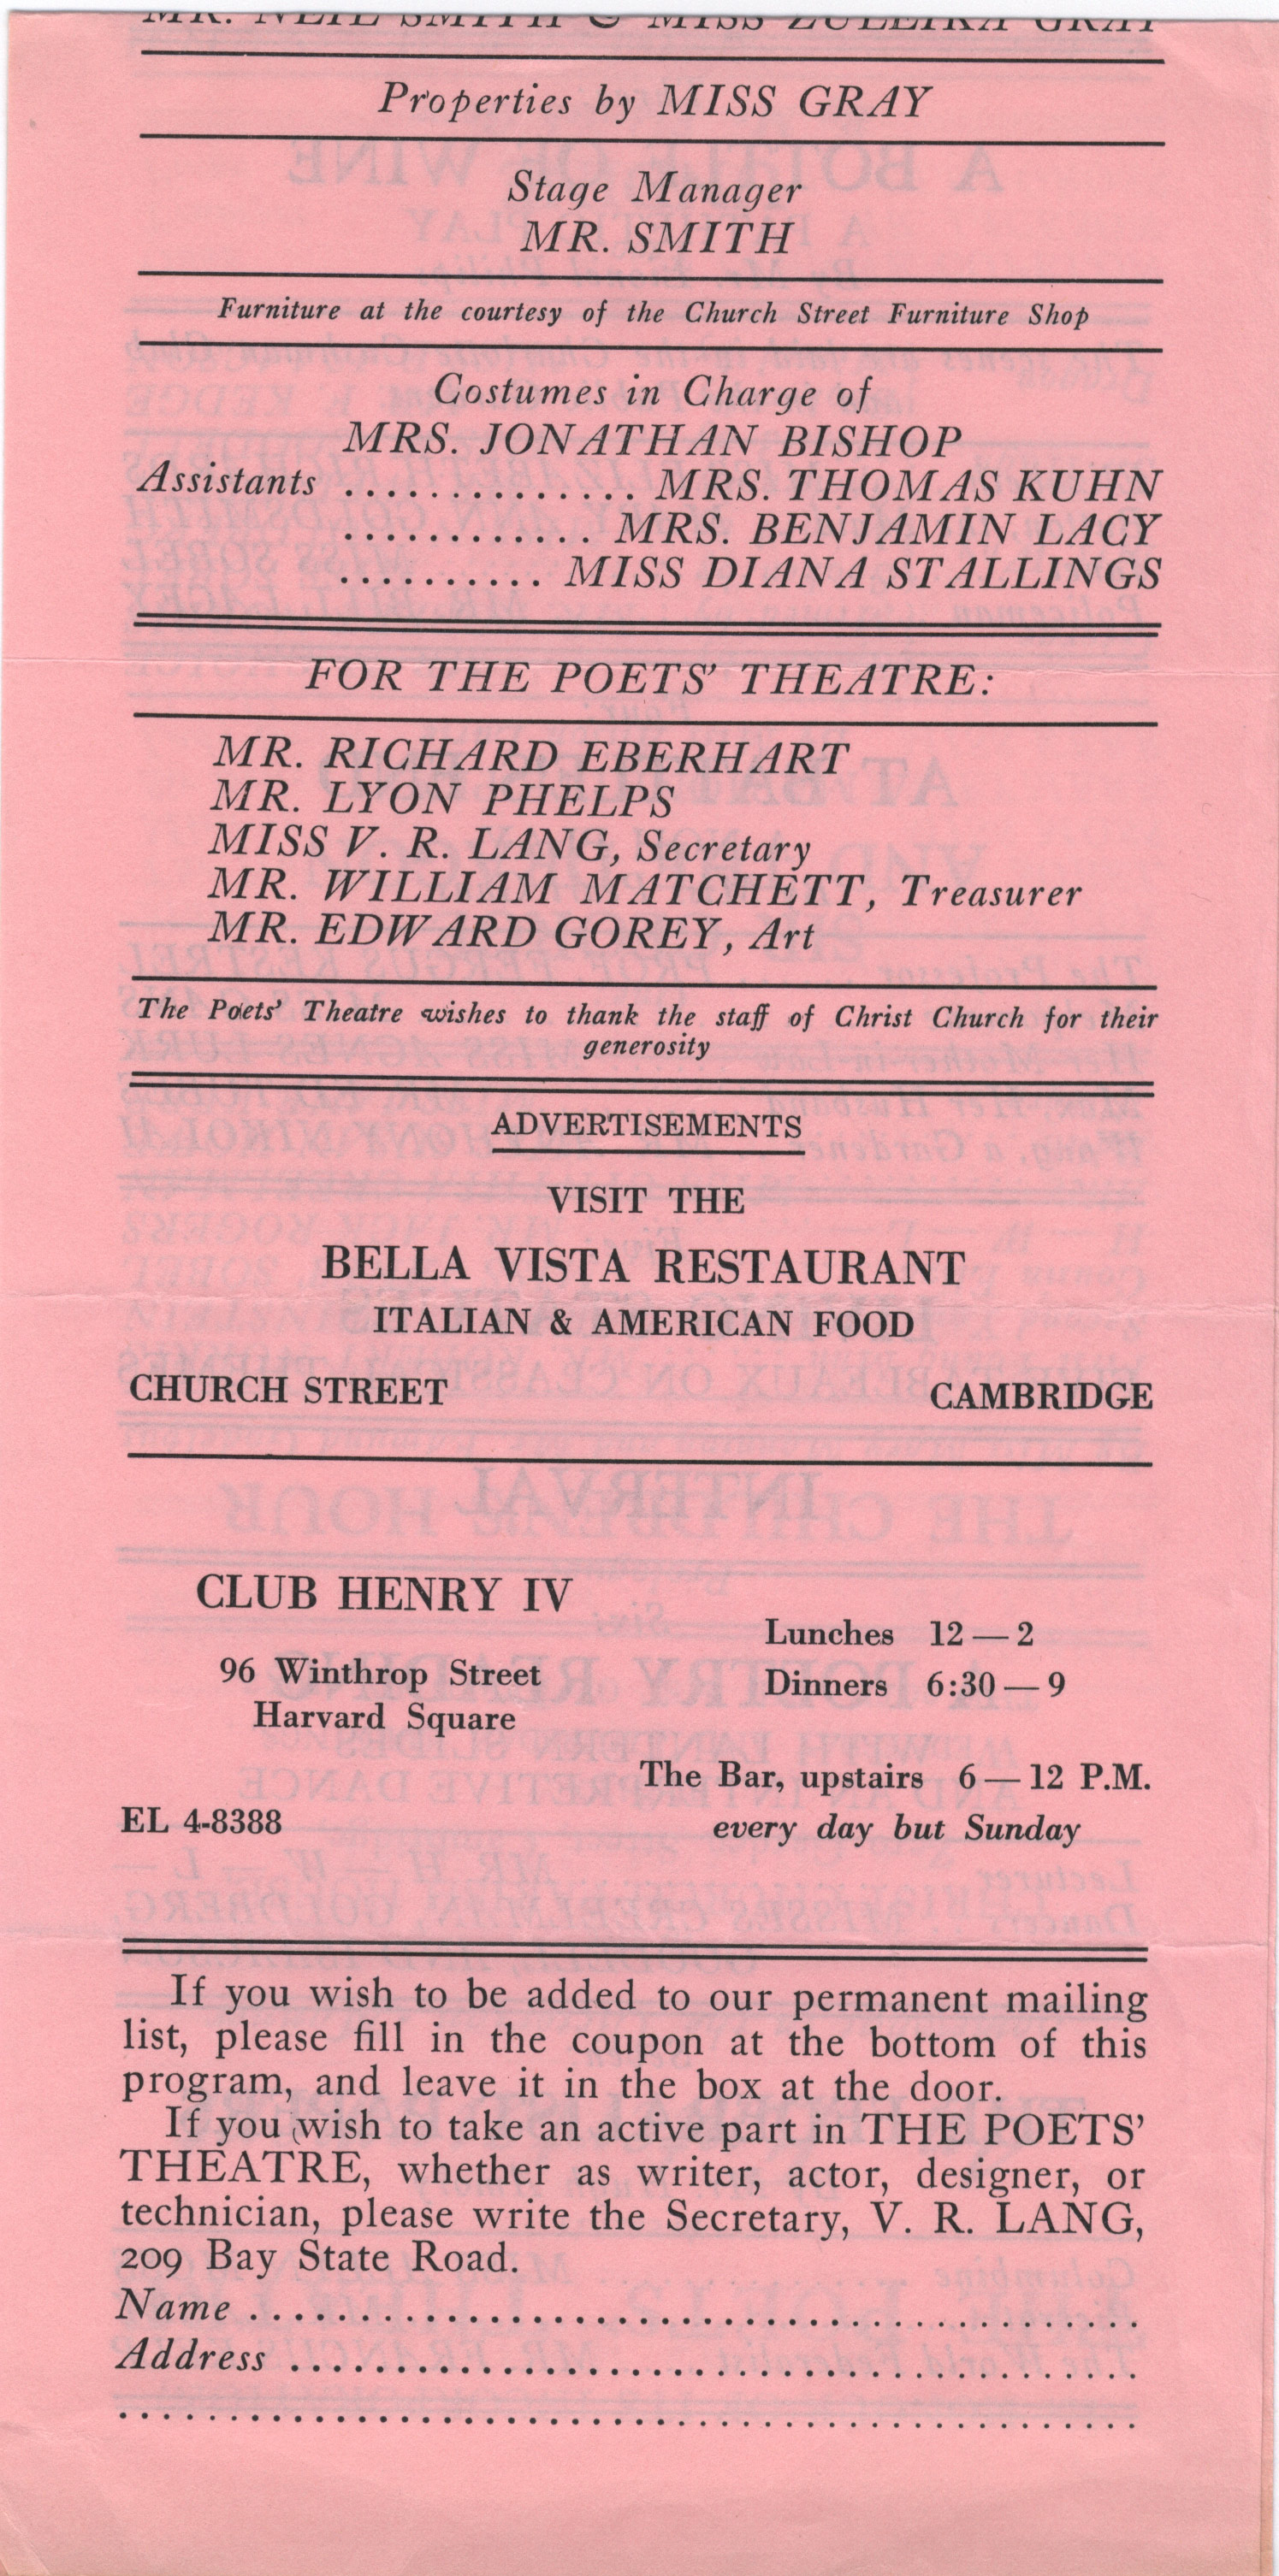 MR. NEIL SMITH & MISS ZULEIKA GRAY
Properties by MISS GRAY
Stage Manager
MR. SMITH
Furniture at the courtesy of the Church Street Furniture Shop
Costumes in Charge of
MRS. JONATHAN BISHOP
Assistants .............. MRS. THOMAS KUHN
............. MRS. BENJAMIN LACY
.......... MISS DIANA STALLINGS
FOR THE POETS' THEATRE:
MR. RICHARD EBERHART
MR. LYON PHELPS
MISS V. R. LANG, Secretary
MR. WILLIAM MATCHETT, Treasurer
MR. EDWARD GOREY, Art
The Poets' Theatre wishes to thank the staff of Christ Church for their
generosity
ADVERTISEMENTS
VISIT THE
BELLA VISTA RESTAURANT
ITALIAN & AMERICAN FOOD
CHURCH STREET CAMBRIDGE
CLUB HENRY IV
96 Winthrop Street
Harvard Square
EL 4-8388
Lunches 12 — 2
Dinners 6:30 — 9
The Bar, upstairs 6 — 12 P.M.
every day but Sunday
If you wish to be added to our permanent mailing
list, please fill in the coupon at the bottom of this
program, and leave it in the box at the door.
If you wish to take an active part in THE POETS'
THEATRE, whether as writer, actor, designer, or
technician, please write the Secretary, V. R. LANG,
209 Bay State Road.
Name ..........................................
Address ........................................
................................................